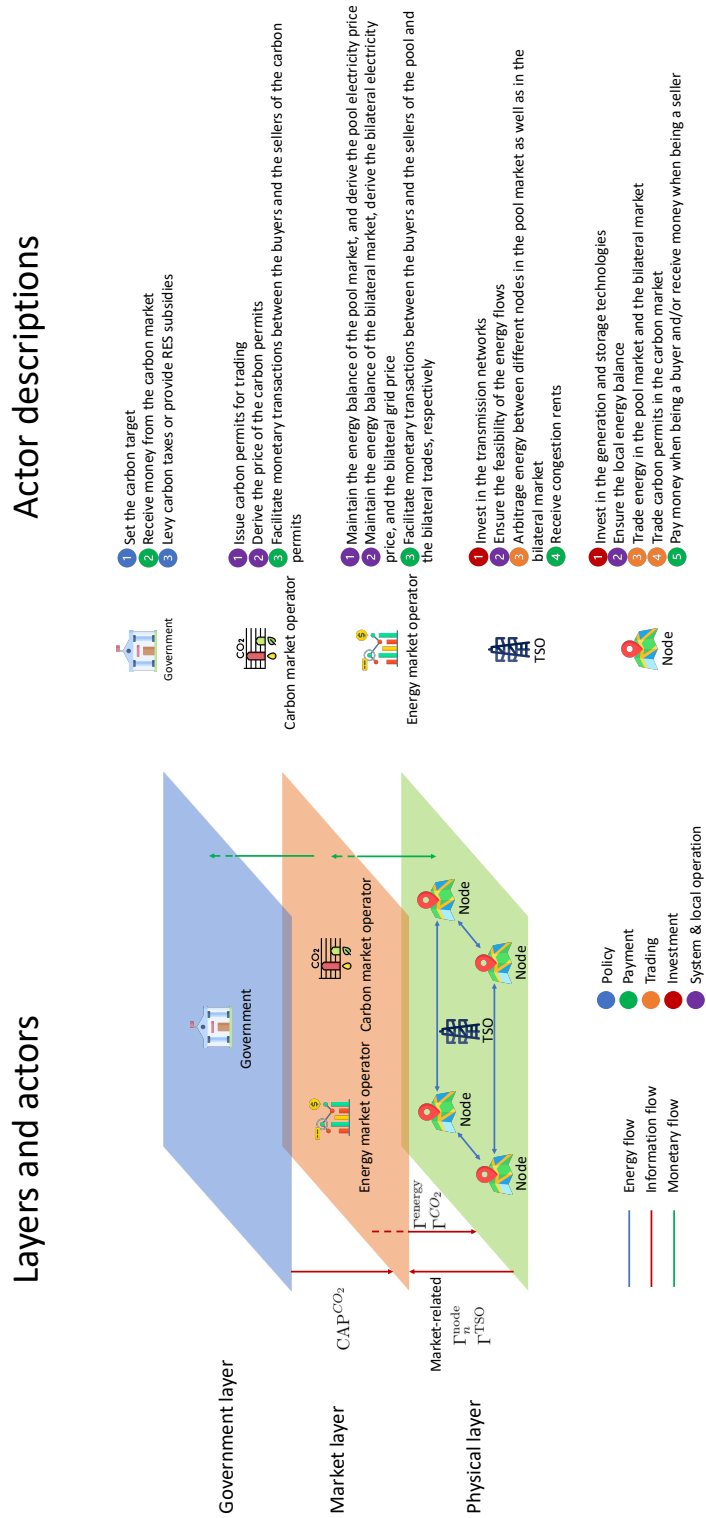 Layers and actors
Government layer
Market layer
Physical layer
CAP^{CO_2}
Market-related
Γ_n^{node}
Γ^{TSO}
Γ^{energy}
Γ^{CO_2}
Government
Energy market operator
Carbon market operator
CO₂
Node
Node
TSO
Node
Node
Energy flow
Information flow
Monetary flow
Policy
Payment
Trading
Investment
System & local operation
Actor descriptions
Government
1 Set the carbon target
2 Receive money from the carbon market
3 Levy carbon taxes or provide RES subsidies
CO₂
Carbon market operator
1 Issue carbon permits for trading
2 Derive the price of the carbon permits
3 Facilitate monetary transactions between the buyers and the sellers of the carbon
permits
Energy market operator
1 Maintain the energy balance of the pool market, and derive the pool electricity price
2 Maintain the energy balance of the bilateral market, derive the bilateral electricity
price, and the bilateral grid price
3 Facilitate monetary transactions between the buyers and the sellers of the pool and
the bilateral trades, respectively
TSO
1 Invest in the transmission networks
2 Ensure the feasibility of the energy flows
3 Arbitrage energy between different nodes in the pool market as well as in the
bilateral market
4 Receive congestion rents
Node
1 Invest in the generation and storage technologies
2 Ensure the local energy balance
3 Trade energy in the pool market and the bilateral market
4 Trade carbon permits in the carbon market
5 Pay money when being a buyer and/or receive money when being a seller